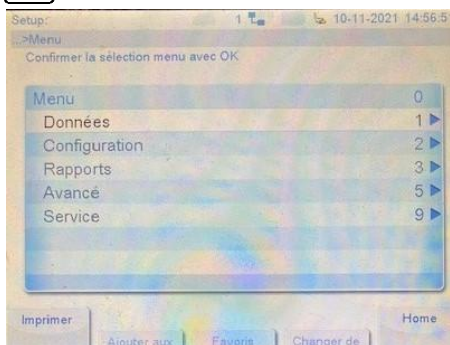 Setup: 1 10-11-2021 14:56:5
...>Menu
Confirmer la sélection menu avec OK
Menu 0
Données 1
Configuration 2
Rapports 3
Avancé 5
Service 9
Imprimer Home
Ajouter aux Favoris Changer de